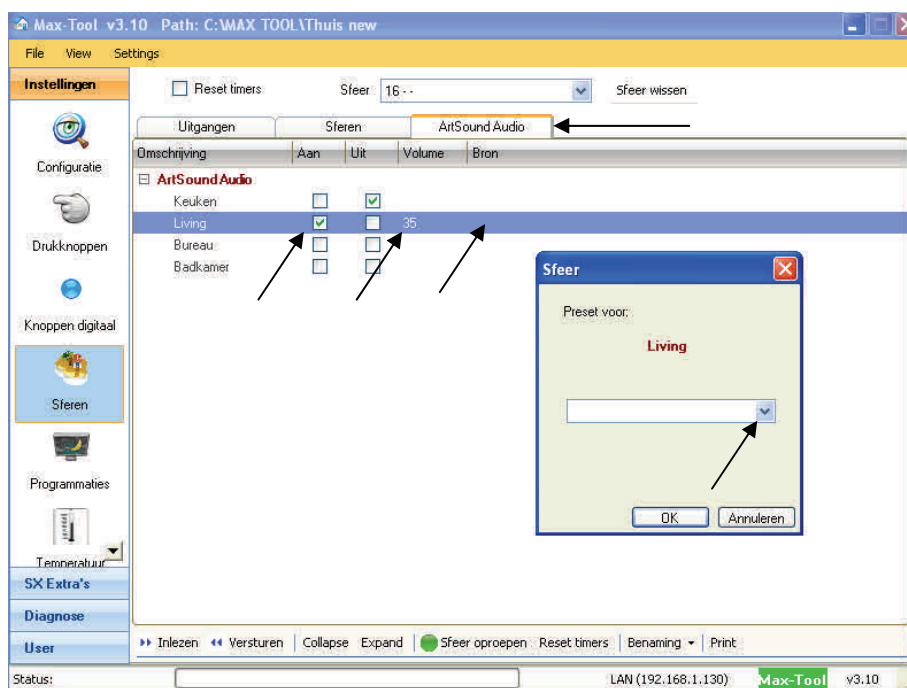 Max-Tool v3.10 Path: C:\MAX TOOL\Thuis new
File View Settings
Instellingen
Reset timers Sfeer 16 - - Sfeer wissen
Uitgangen Sferen ArtSound Audio
Omschrijving Aan Uit Volume Bron
ArtSound Audio
Keuken
Living 35
Bureau
Badkamer
Configuratie
Drukknoppen
Knoppen digitaal
Sferen
Programmaties
Temperatuur
SX Extra's
Diagnose
User
Sfeer
Preset voor:
Living
OK Annuleren
Inlezen Versturen Collapse Expand Sfeer oproepen Reset timers Benaming Print
Status: LAN (192.168.1.130) Max-Tool v3.10